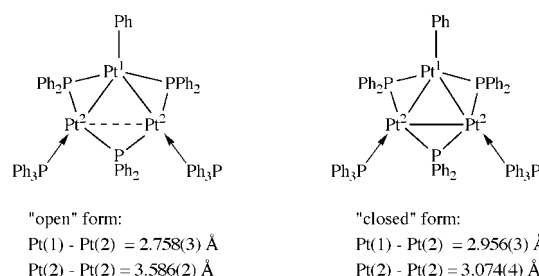 Ph Ph
Pt1 Pt1
Ph2P PPh2 Ph2P PPh2
Pt2 Pt2 Pt2 Pt2
Ph3P P Ph3P Ph3P P Ph3P
Ph2 Ph2
"open" form: "closed" form:
Pt(1) - Pt(2) = 2.758(3) Å Pt(1) - Pt(2) = 2.956(3) Å
Pt(2) - Pt(2) = 3.586(2) Å Pt(2) - Pt(2) = 3.074(4) Å